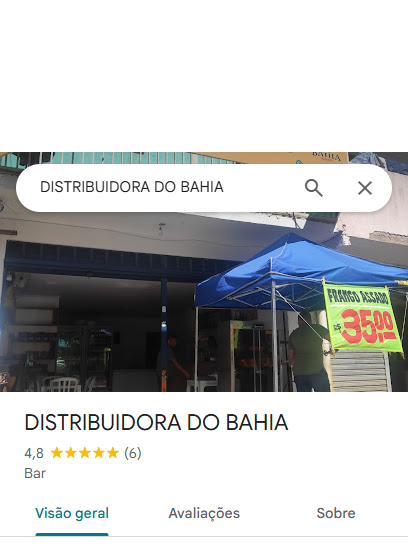 BAHIA
DISTRIBUIDORA DO BAHIA
FRANGO ASSADO
R$ 35,00
DISTRIBUIDORA DO BAHIA
4,8 (6)
Bar
Visão geral
Avaliações
Sobre